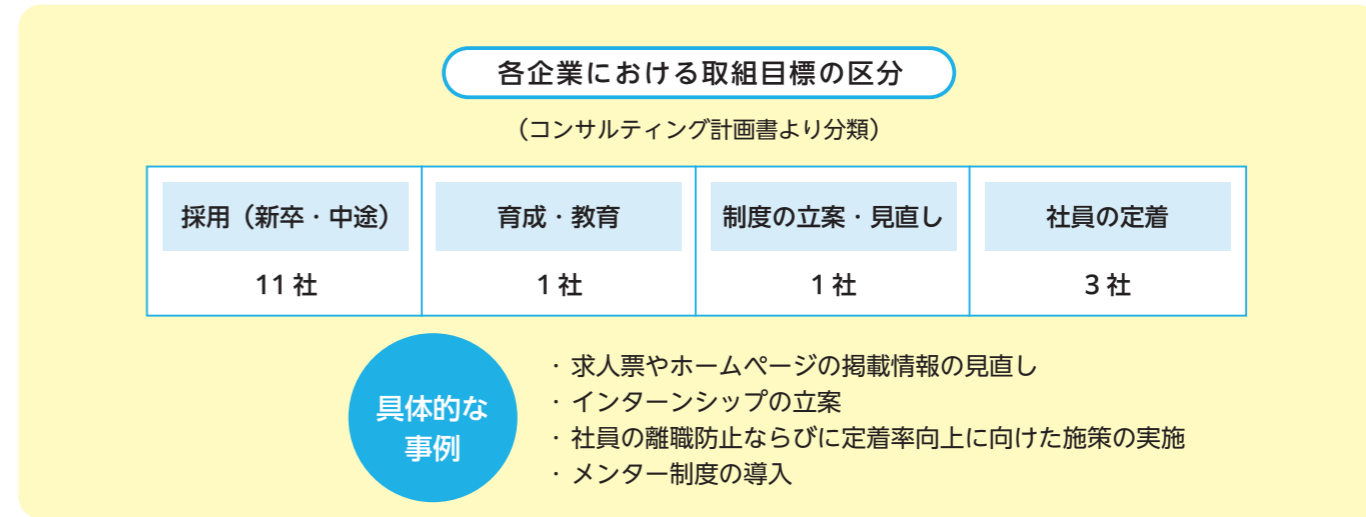 各企業における取組目標の区分
（コンサルティング計画書より分類）
採用（新卒・中途） 育成・教育 制度の立案・見直し 社員の定着
11 社 1 社 1 社 3 社
具体的な
事例
・求人票やホームページの掲載情報の見直し
・インターンシップの立案
・社員の離職防止ならびに定着率向上に向けた施策の実施
・メンター制度の導入